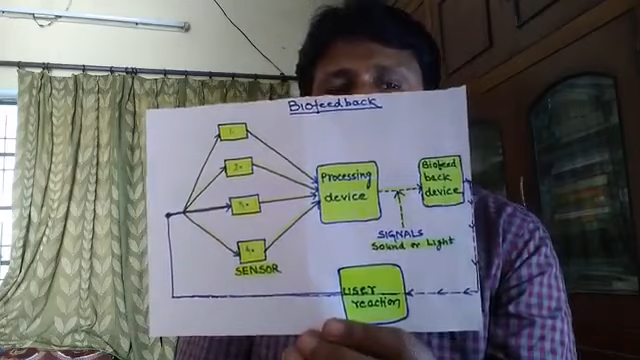 Biofeedback
1.
2.
3.
4.
SENSOR
Processing
device
SIGNALS
Sound or Light
Biofeed
back
device
user
reaction